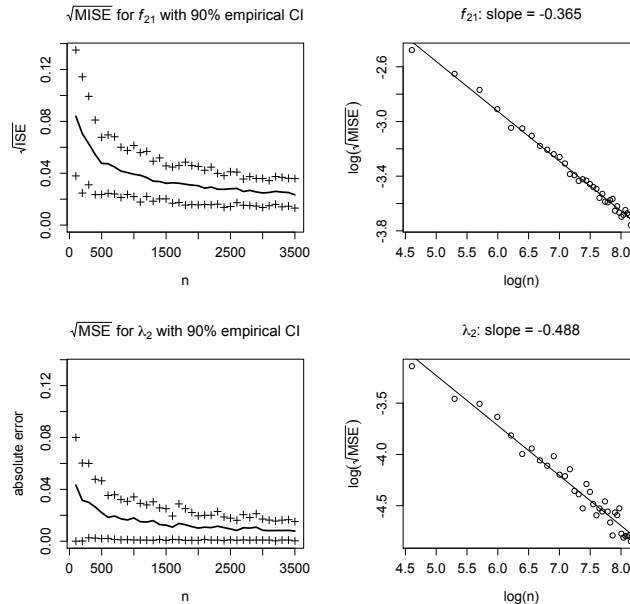 √MISE for f21 with 90% empirical CI
√ISE
0.00 0.04 0.08 0.12
0 500 1500 2500 3500
n
f21: slope = -0.365
log(√MISE)
-3.8 -3.4 -3.0 -2.6
4.5 5.0 5.5 6.0 6.5 7.0 7.5 8.0
log(n)
√MSE for λ2 with 90% empirical CI
absolute error
0.00 0.04 0.08 0.12
0 500 1500 2500 3500
n
λ2: slope = -0.488
log(√MSE)
-4.5 -4.0 -3.5
4.5 5.0 5.5 6.0 6.5 7.0 7.5 8.0
log(n)